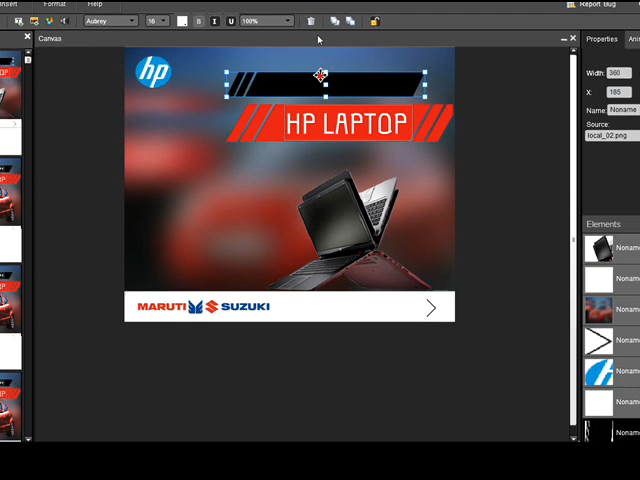 Insert Format Help Report Bug
Aubrey 16 B I U 100%
Canvas
Properties Ani
Width: 360
X: 185
Name: Noname
Source:
local_02.png
hp
HP LAPTOP
MARUTI SUZUKI
Elements
Noname
Noname
Noname
Noname
Noname
Noname
Noname